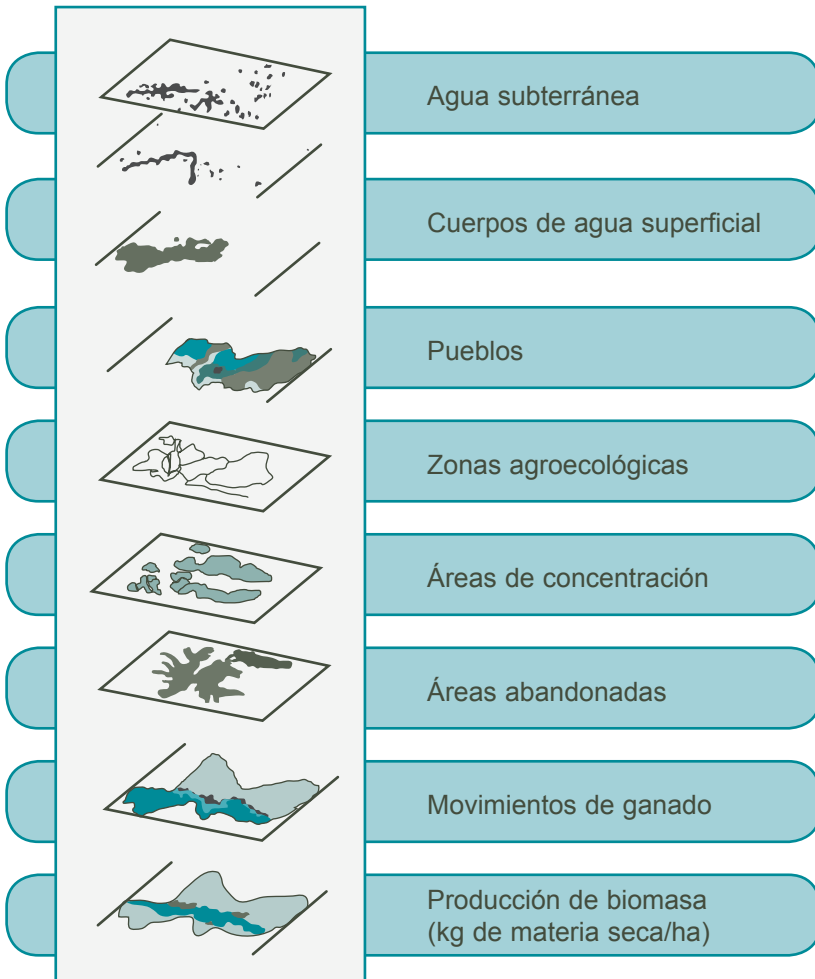 Agua subterránea
Cuerpos de agua superficial
Pueblos
Zonas agroecológicas
Áreas de concentración
Áreas abandonadas
Movimientos de ganado
Producción de biomasa
(kg de materia seca/ha)